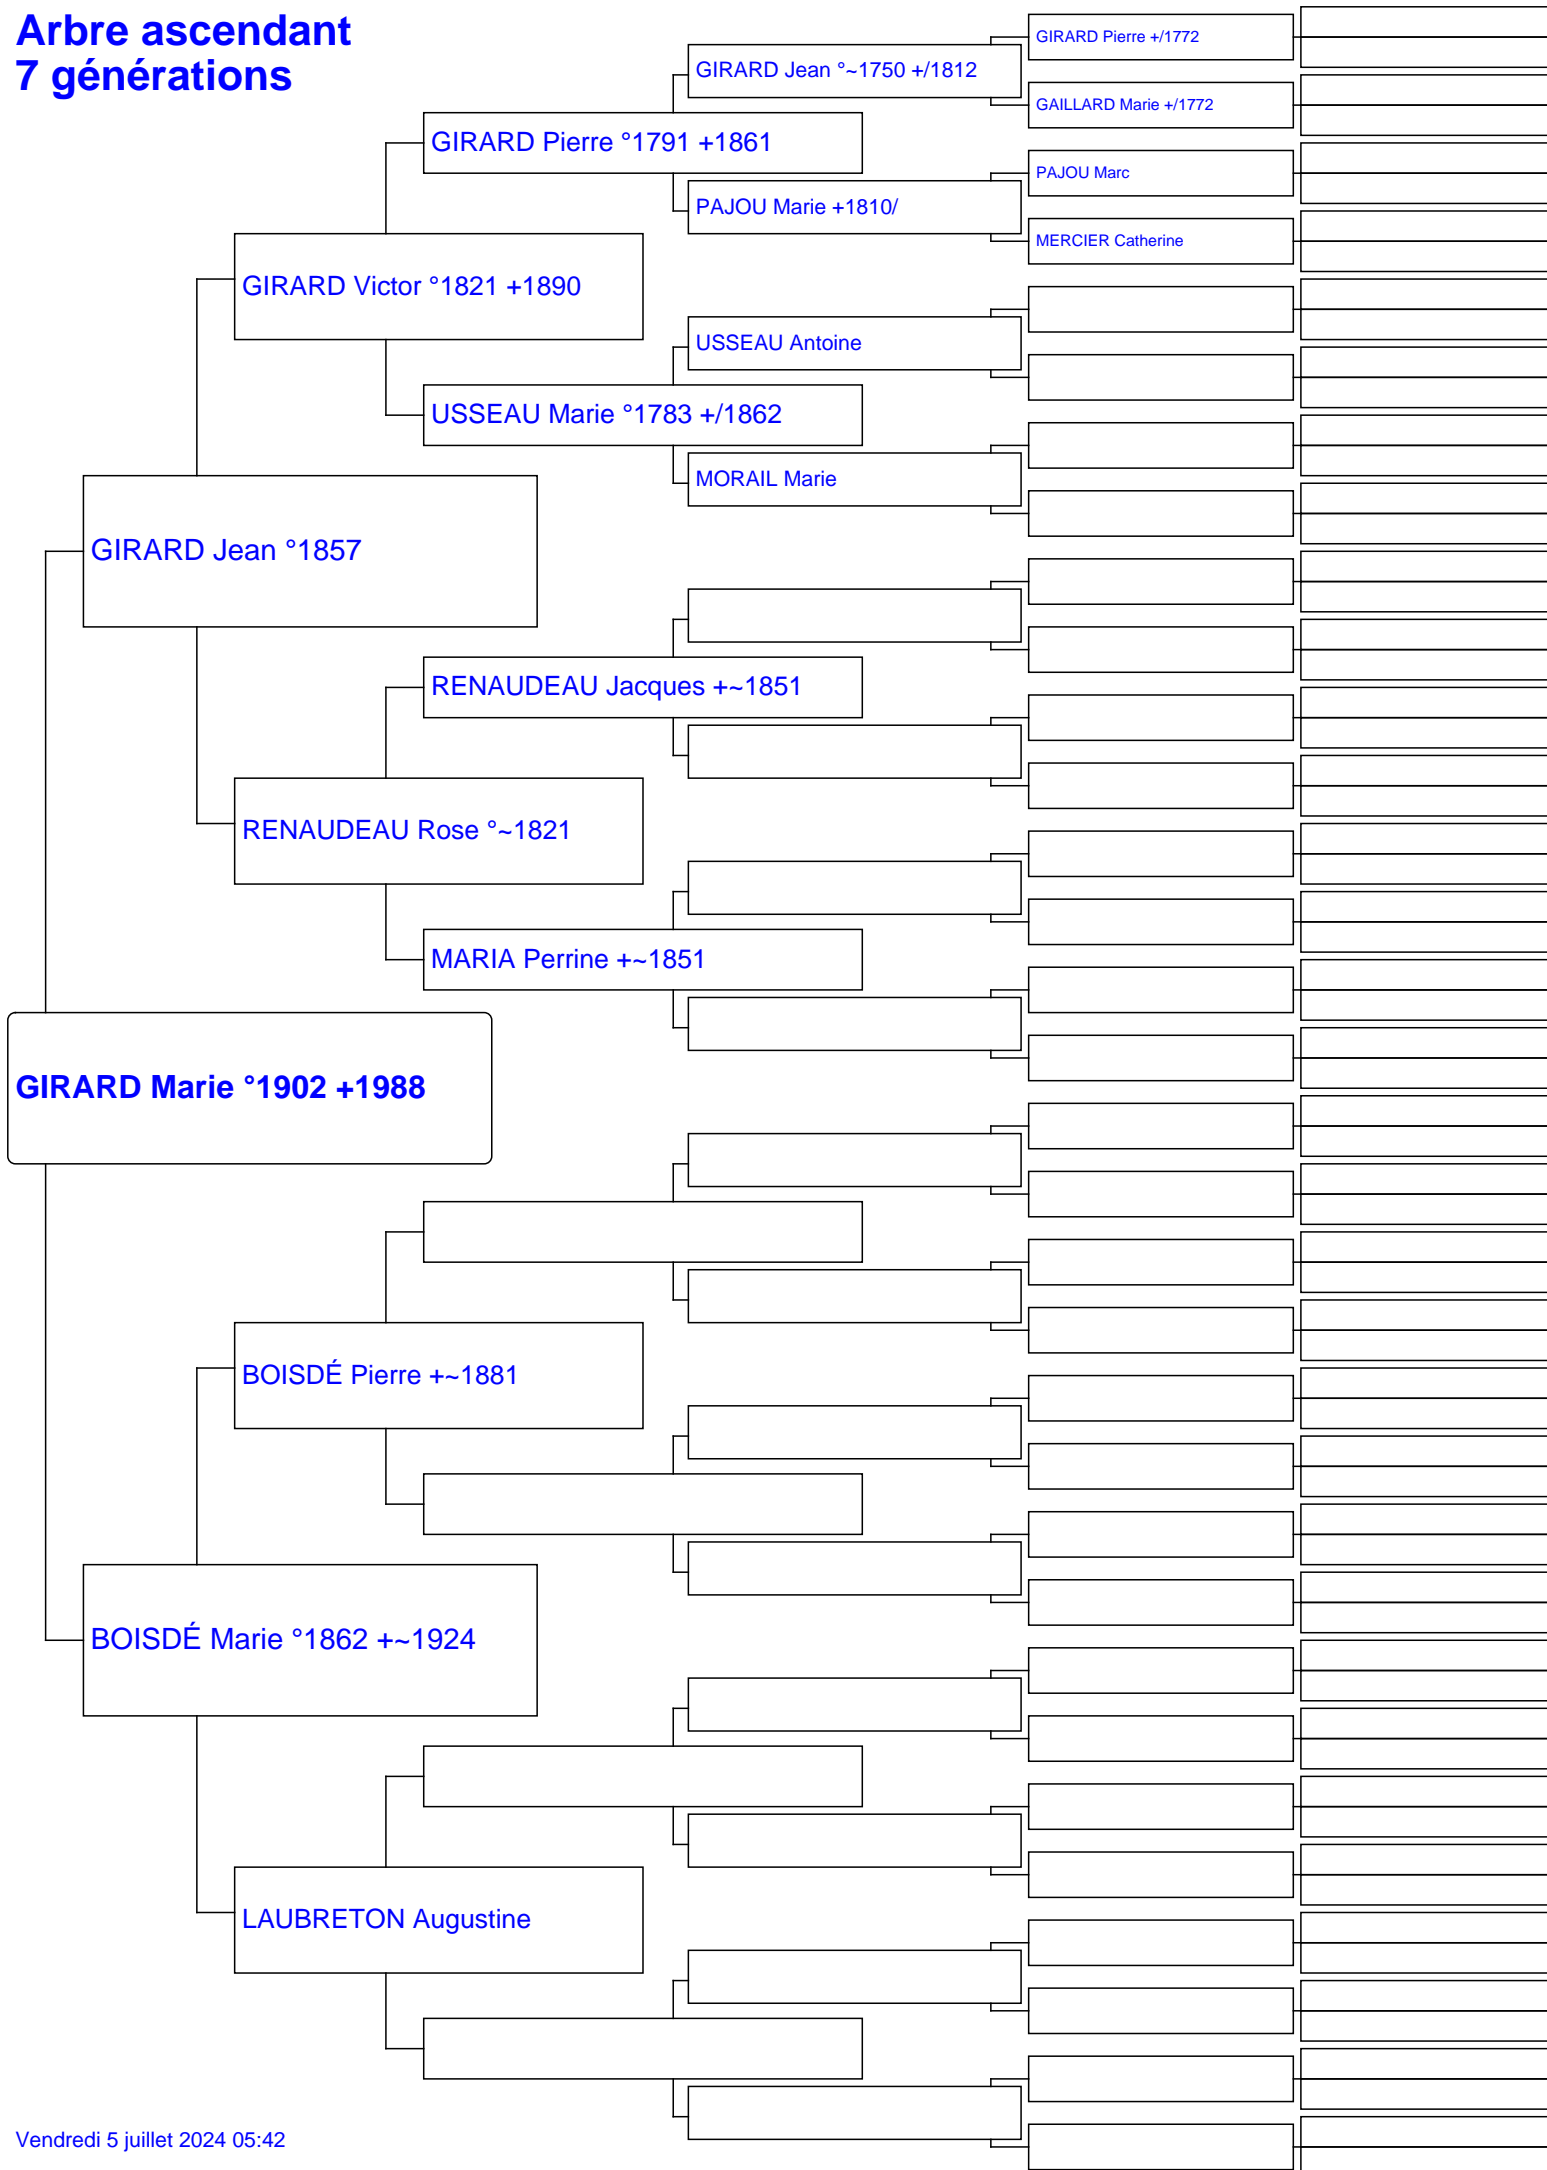 Arbre ascendant
7 générations
GIRARD Pierre +/1772
GIRARD Jean °~1750 +/1812
GAILLARD Marie +/1772
GIRARD Pierre °1791 +1861
PAJOU Marc
PAJOU Marie +1810/
MERCIER Catherine
GIRARD Victor °1821 +1890
USSEAU Antoine
USSEAU Marie °1783 +/1862
MORAIL Marie
GIRARD Jean °1857
RENAUDEAU Jacques +~1851
RENAUDEAU Rose °~1821
MARIA Perrine +~1851
GIRARD Marie °1902 +1988
BOISDÉ Pierre +~1881
BOISDÉ Marie °1862 +~1924
LAUBRETON Augustine
Vendredi 5 juillet 2024 05:42